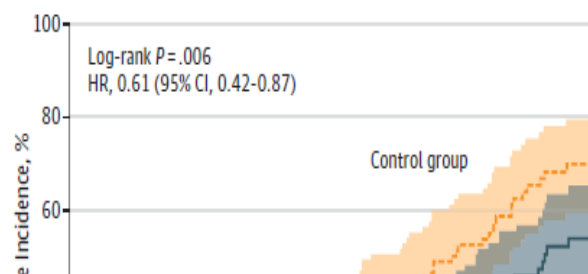 100
Log-rank P = .006
HR, 0.61 (95% CI, 0.42-0.87)
80
Control group
60
e Incidence, %